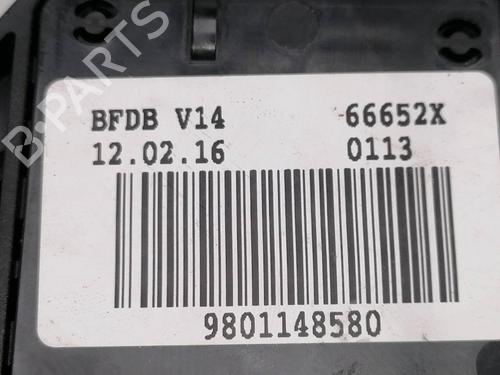 BFDB V14 66652X
12.02.16 0113
9801148580
B-PARTS